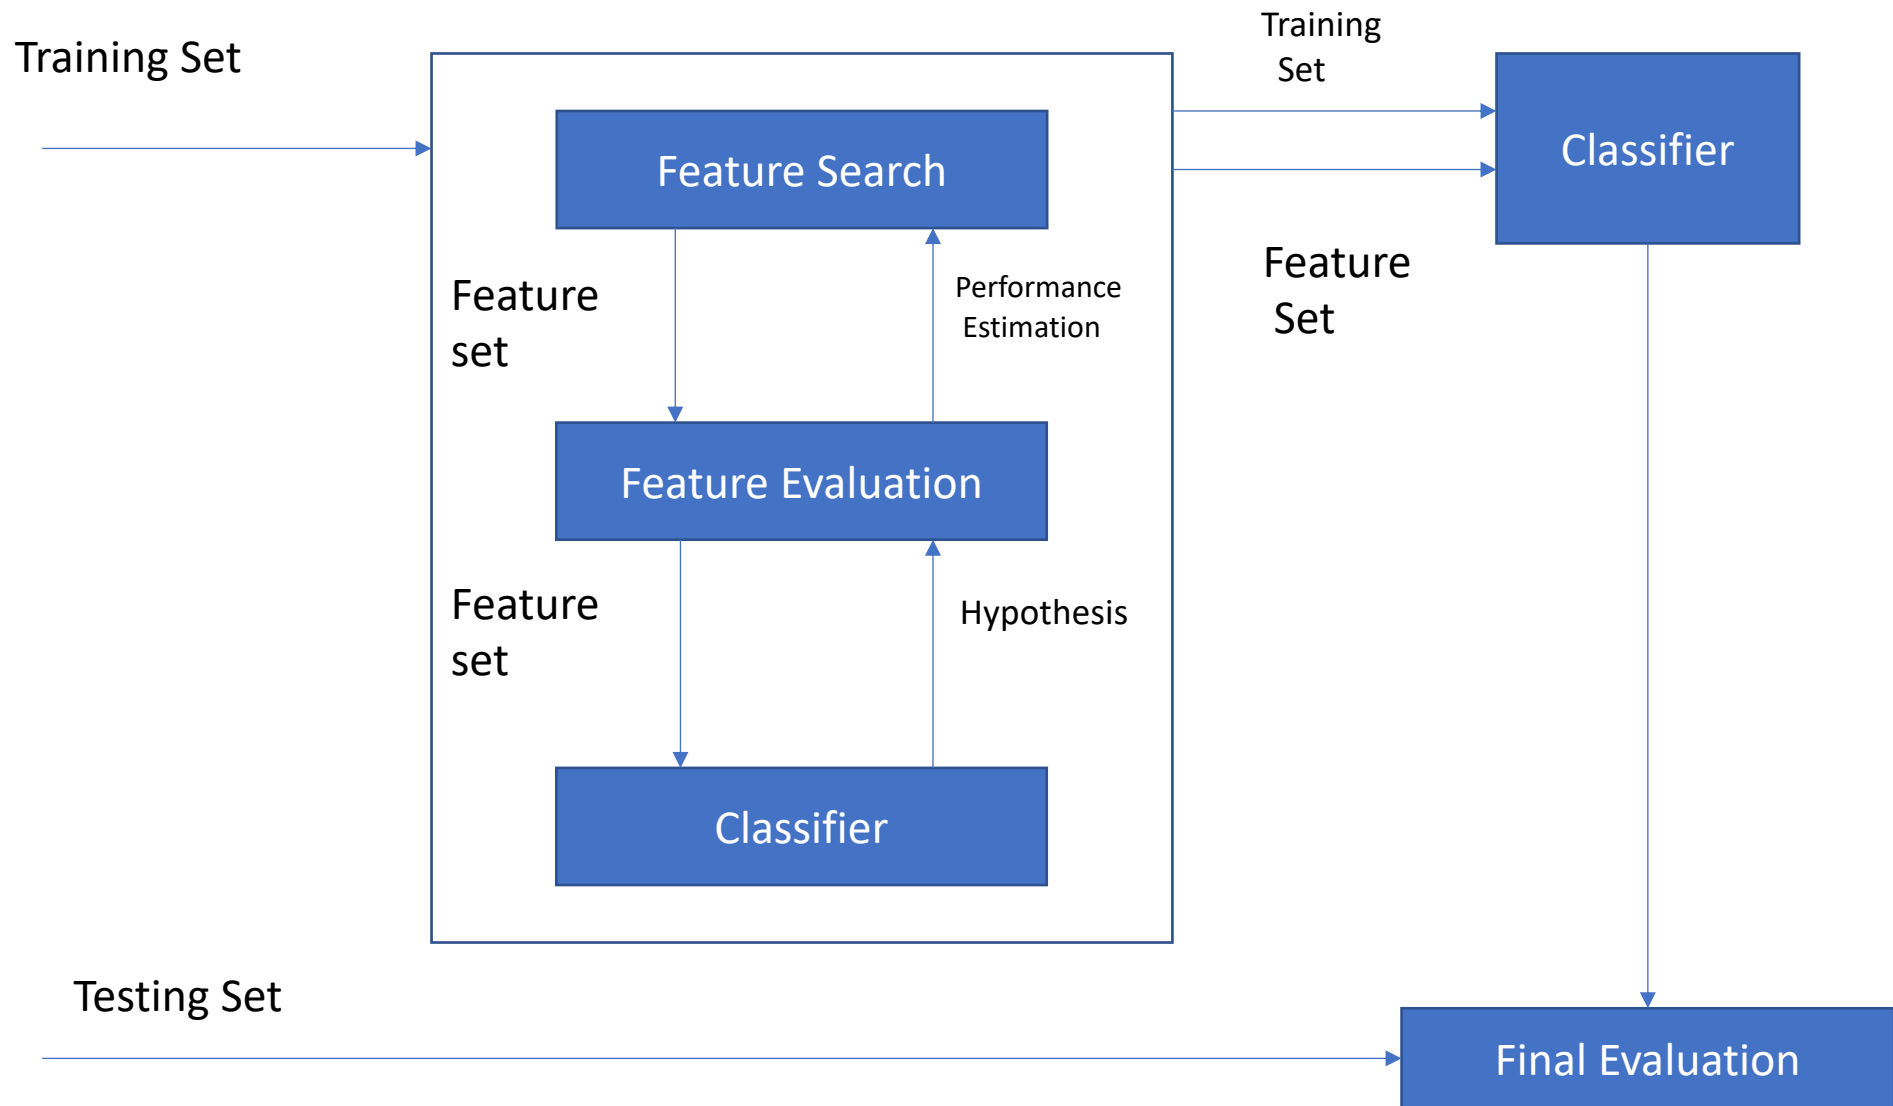 Training Set
Training
Set
Feature Search
Classifier
Feature
set
Performance
Estimation
Feature
Set
Feature Evaluation
Feature
set
Hypothesis
Classifier
Testing Set
Final Evaluation